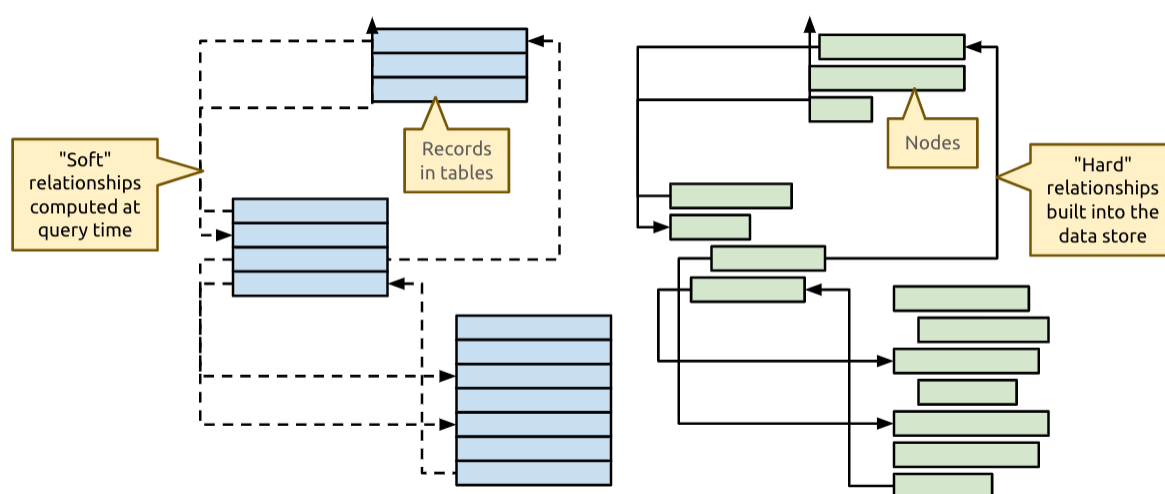 "Soft"
relationships
computed at
query time
Records
in tables
Nodes
"Hard"
relationships
built into the
data store